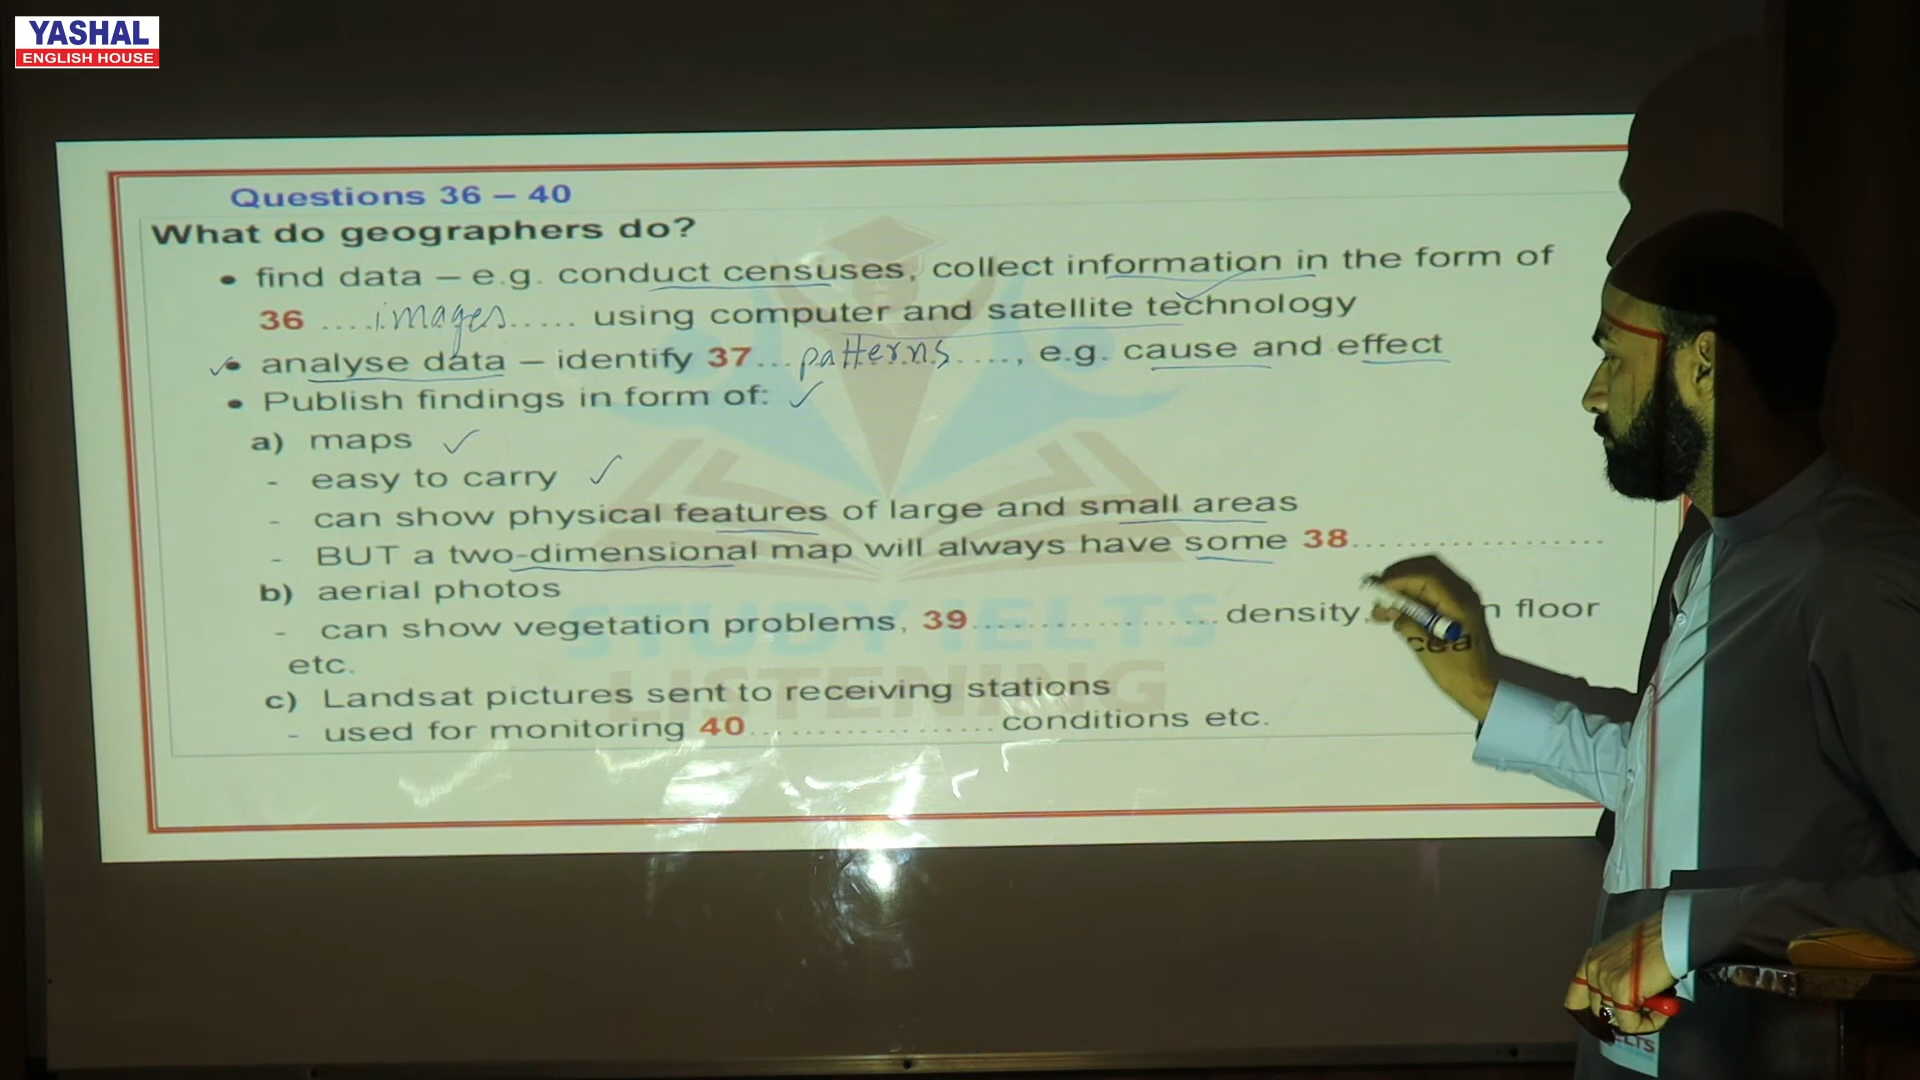 YASHAL
ENGLISH HOUSE
Questions 36 – 40
What do geographers do?
• find data – e.g. conduct censuses, collect information in the form of
36 ....images..... using computer and satellite technology
• analyse data – identify 37...patterns...., e.g. cause and effect
• Publish findings in form of:
a) maps
- easy to carry
- can show physical features of large and small areas
- BUT a two-dimensional map will always have some 38..................
b) aerial photos
- can show vegetation problems, 39.................. density, floor
etc.
c) Landsat pictures sent to receiving stations
- used for monitoring 40.................. conditions etc.
STUDY IELTS
LISTENING